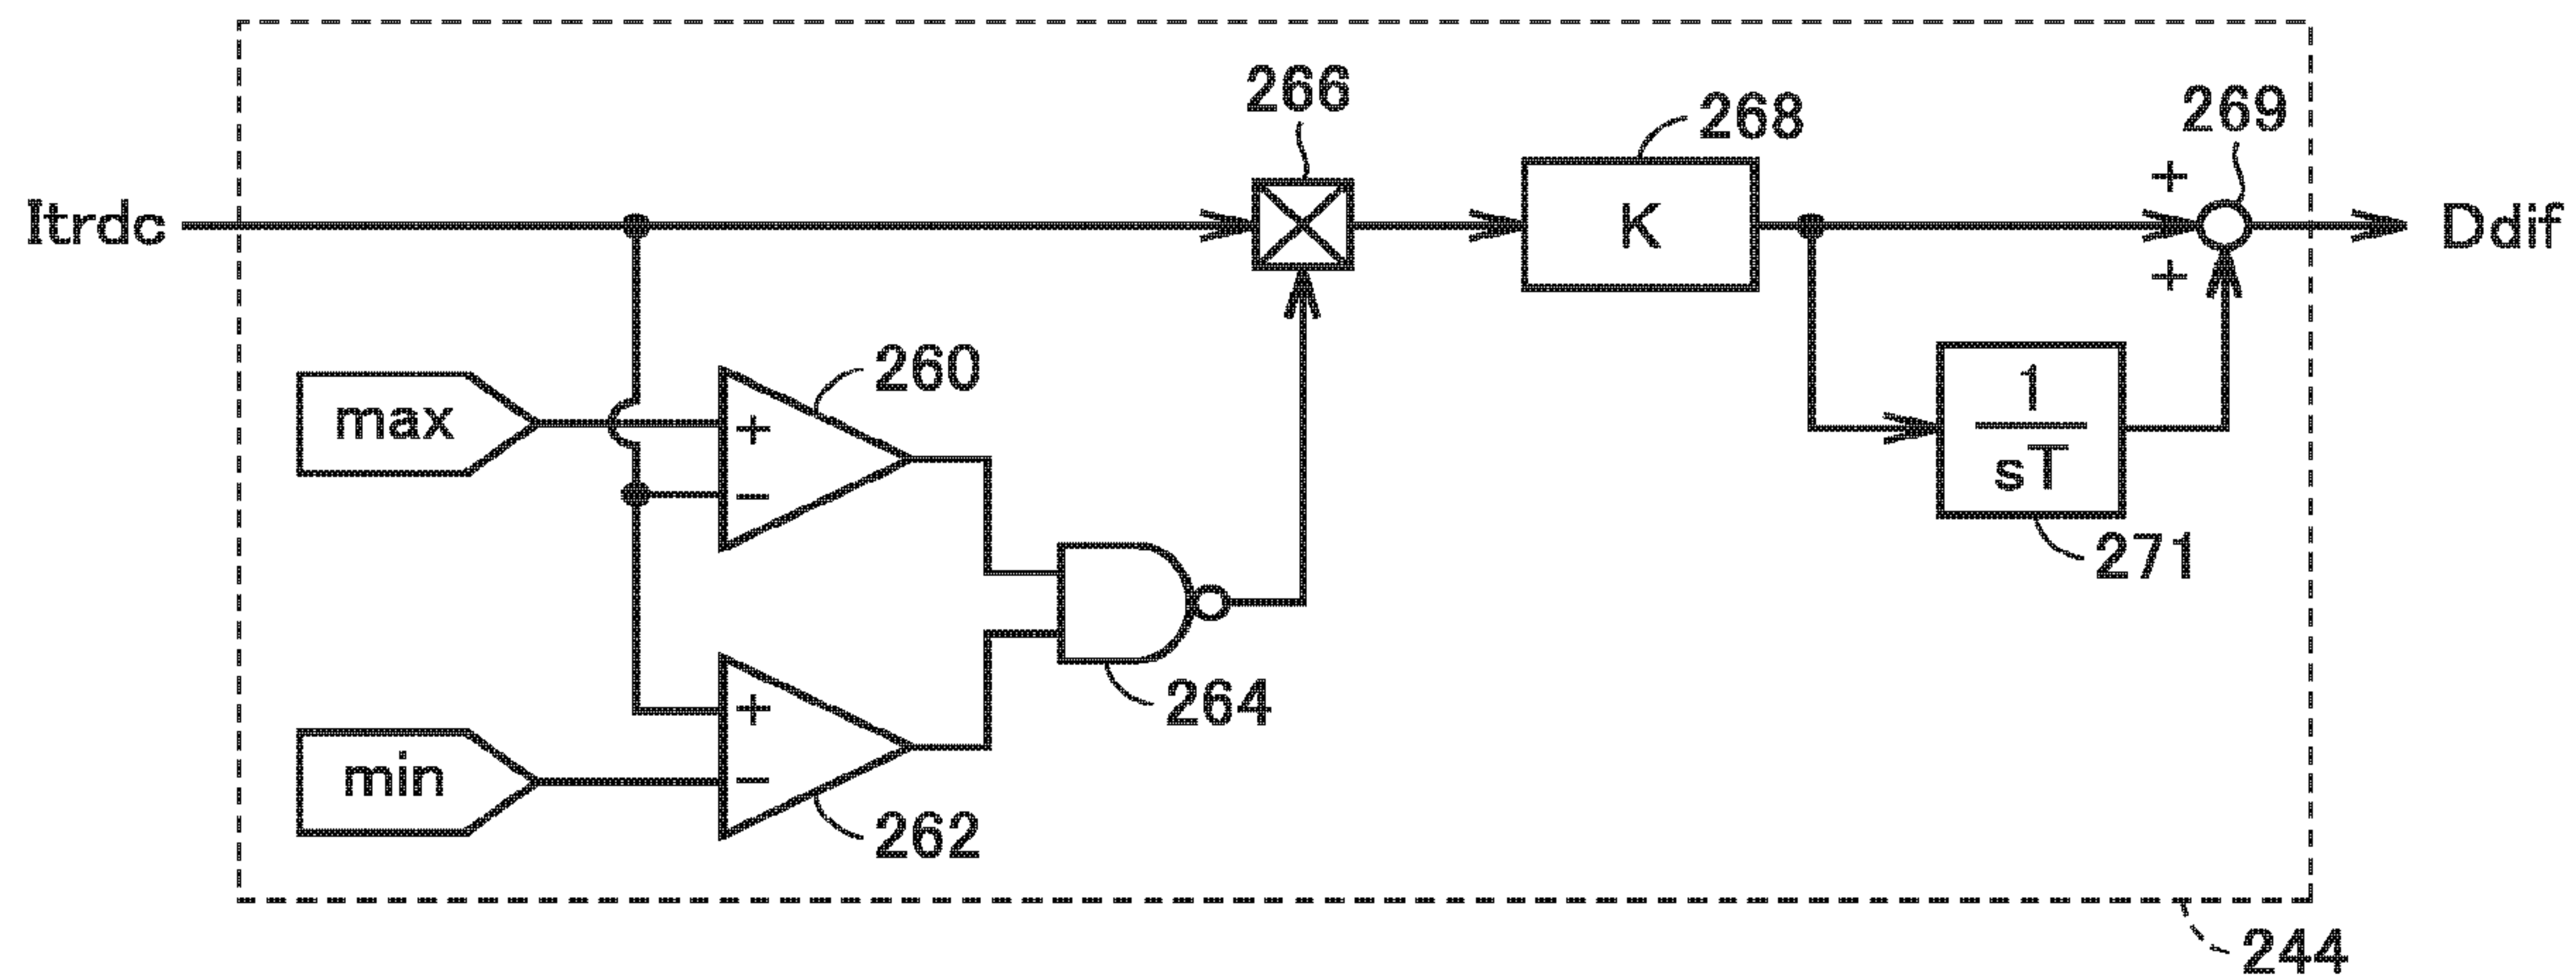 266
268
269
Itrdc
K
Ddif
+
+
260
max
+
−
1
sT
271
264
+
−
min
262
244